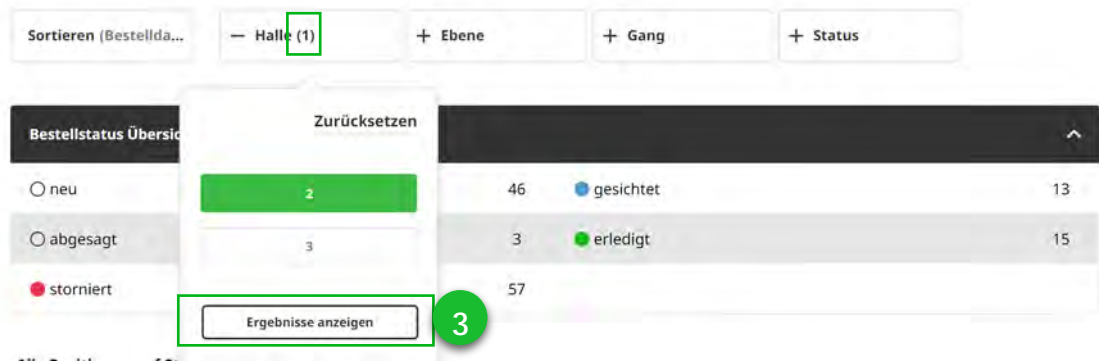 Sortieren (Bestellda... — Halle (1) + Ebene + Gang + Status
Zurücksetzen
Bestellstatus Übersic
neu 2 46 gesichtet 13
abgesagt 3 3 erledigt 15
storniert 57
Ergebnisse anzeigen 3